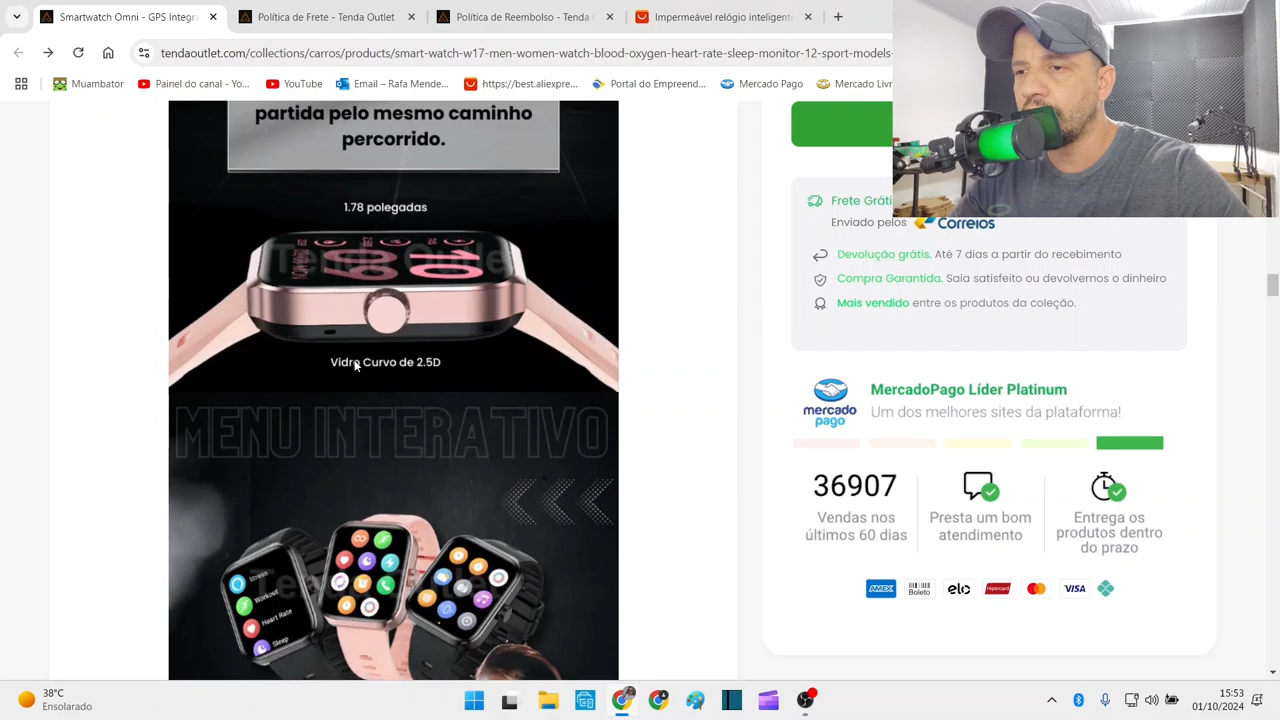 Smartwatch Omni - GPS Integra
Política de Frete - Tenda Outlet
Política de Reembolso - Tenda
Impermeável relógio inteligent
tendaoutlet.com/collections/carros/products/smart-watch-w17-men-women-watch-blood-oxygen-heart-rate-sleep-monitor-12-sport-models-
Muambator
Painel do canal - Yo...
YouTube
Email – Rafa Mende...
https://best.aliexpre...
Portal do Empreend...
Mercado Pago
Mercado Livr
partida pelo mesmo caminho
percorrido.
1.78 polegadas
Vidro Curvo de 2.5D
MENU INTERATIVO
Stress
Workout
Heart Rate
Sleep
Frete Gráti
Enviado pelos Correios
Devolução grátis. Até 7 dias a partir do recebimento
Compra Garantida. Saia satisfeito ou devolvemos o dinheiro
Mais vendido entre os produtos da coleção.
mercado
pago
MercadoPago Líder Platinum
Um dos melhores sites da plataforma!
36907
Vendas nos
últimos 60 dias
Presta um bom
atendimento
Entrega os
produtos dentro
do prazo
AMEX
Boleto
elo
Hipercard
VISA
38°C
Ensolarado
15:53
01/10/2024